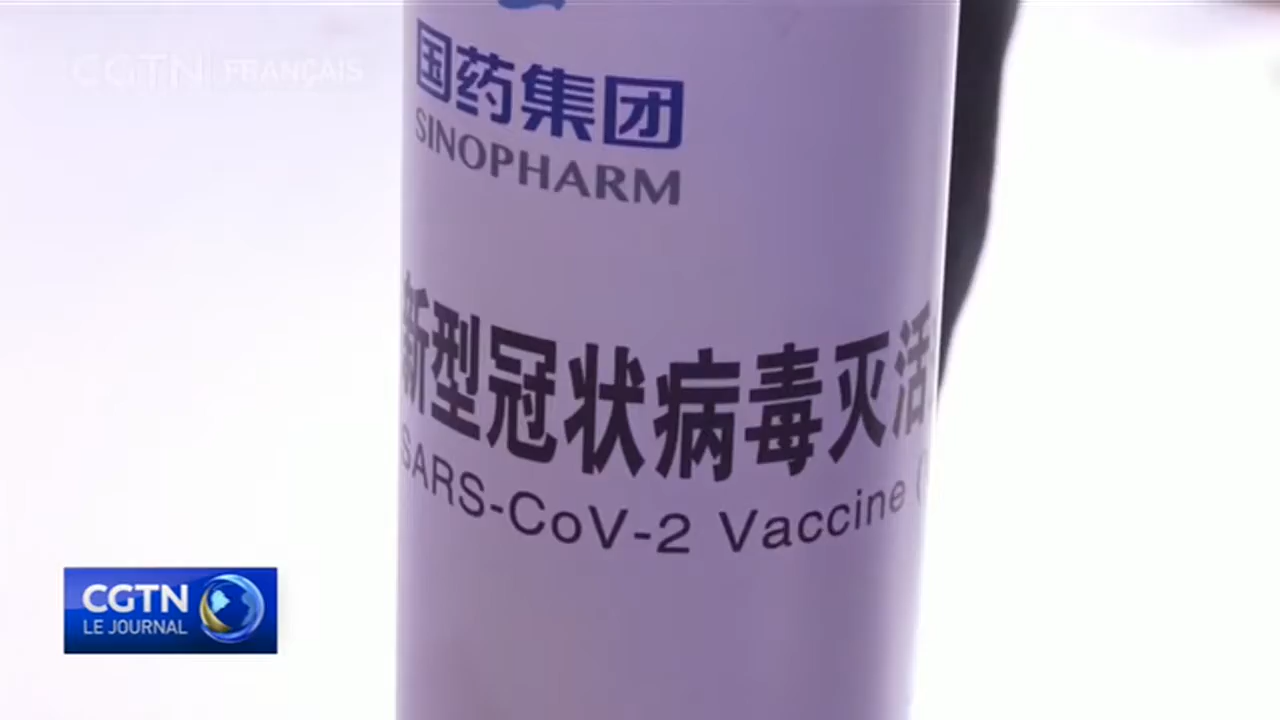 CGTN FRANÇAIS
国药集团
SINOPHARM
新型冠状病毒灭活
SARS-CoV-2 Vaccine (
CGTN
LE JOURNAL